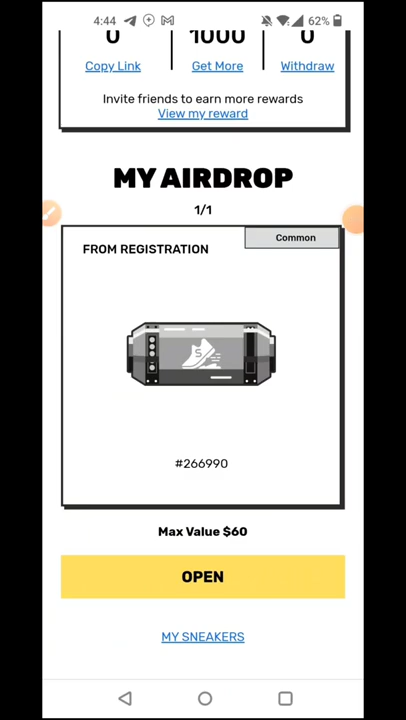 4:44
62%
0 1000 0
Copy Link Get More Withdraw
Invite friends to earn more rewards
View my reward
MY AIRDROP
1/1
Common
FROM REGISTRATION
S
#266990
Max Value $60
OPEN
MY SNEAKERS